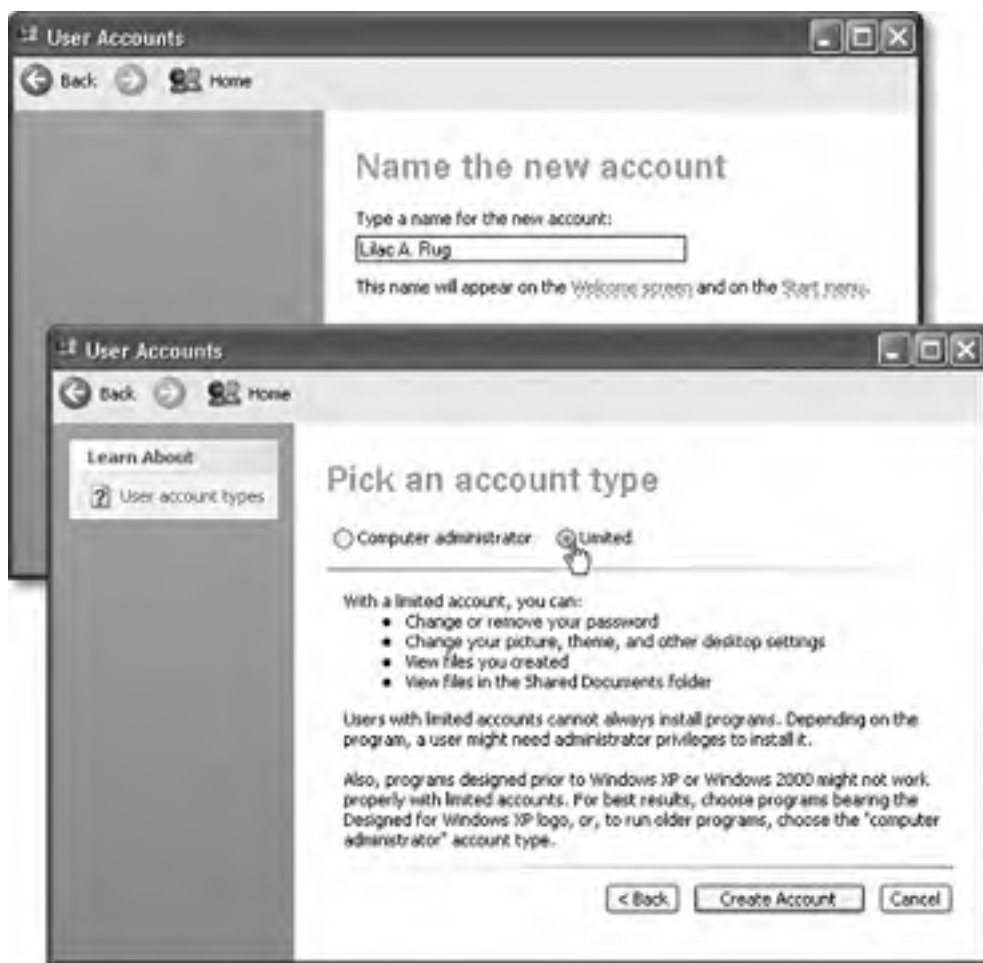 User Accounts
Back Home
Name the new account
Type a name for the new account:
Lilac A. Rug
This name will appear on the Welcome screen and on the Start menu.
User Accounts
Back Home
Learn About
User account types
Pick an account type
Computer administrator Limited
With a limited account, you can:
• Change or remove your password
• Change your picture, theme, and other desktop settings
• View files you created
• View files in the Shared Documents folder
Users with limited accounts cannot always install programs. Depending on the
program, a user might need administrator privileges to install it.
Also, programs designed prior to Windows XP or Windows 2000 might not work
properly with limited accounts. For best results, choose programs bearing the
Designed for Windows XP logo, or, to run older programs, choose the "computer
administrator" account type.
< Back Create Account Cancel